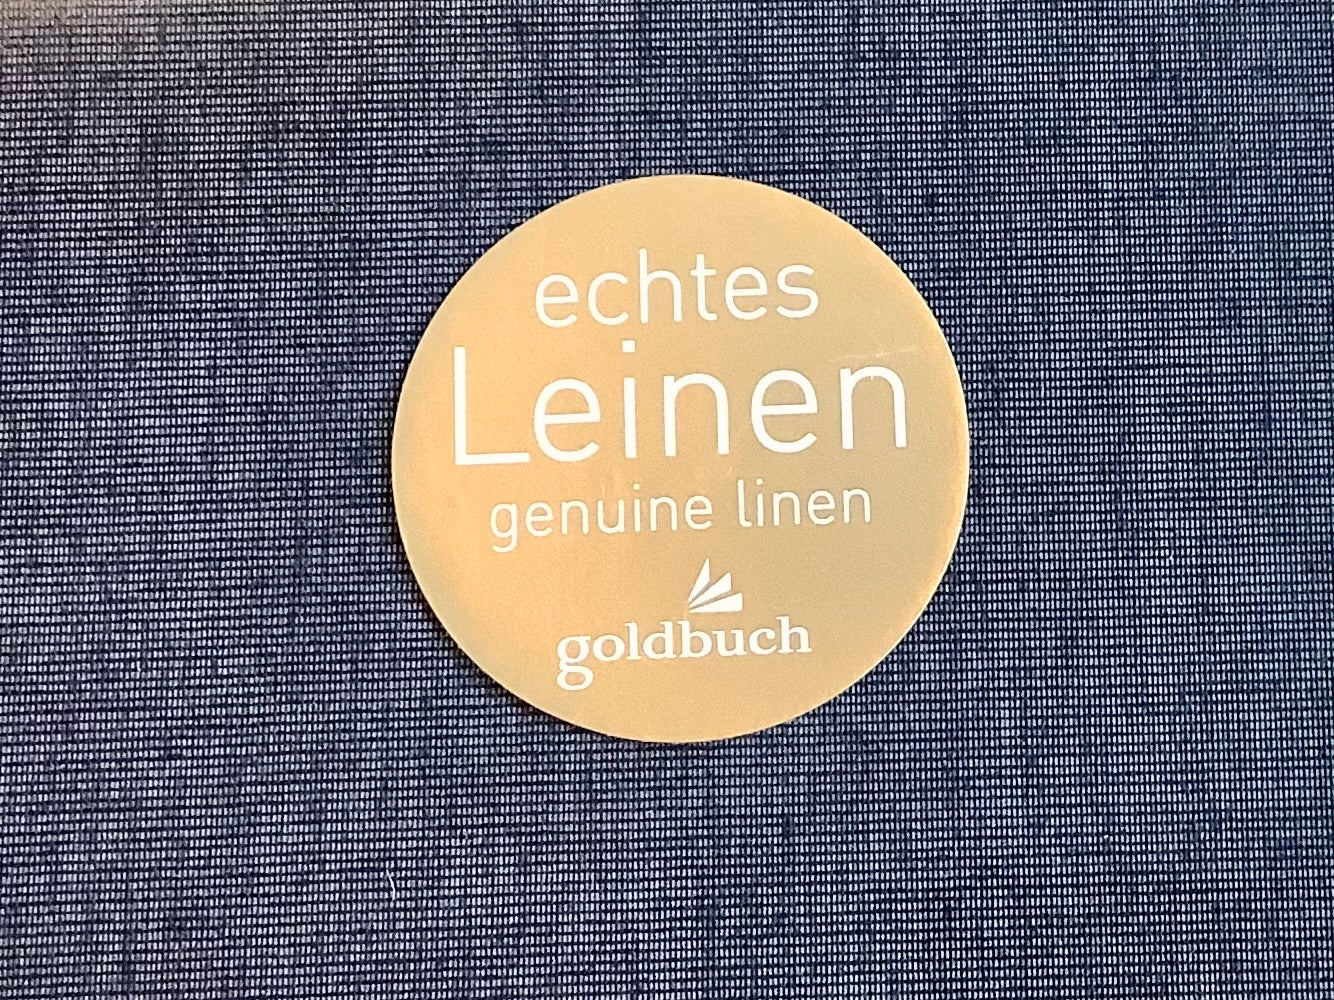 echtes
Leinen
genuine linen
goldbuch